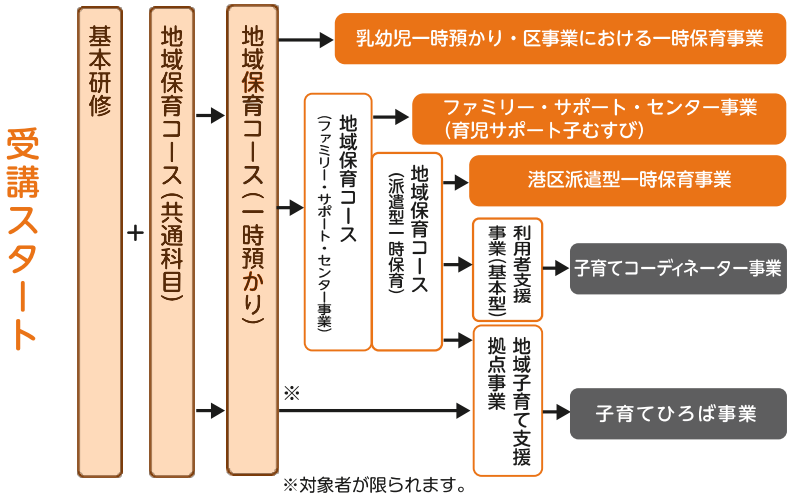 受講スタート
基本研修
＋
地域保育コース(共通科目)
地域保育コース(一時預かり)
乳幼児一時預かり・区事業における一時保育事業
地域保育コース
(ファミリー・サポート・センター事業)
ファミリー・サポート・センター事業
(育児サポート子むすび)
地域保育コース
(派遣型一時保育)
港区派遣型一時保育事業
利用者支援
事業(基本型)
子育てコーディネーター事業
※
地域子育て支援
拠点事業
子育てひろば事業
※対象者が限られます。